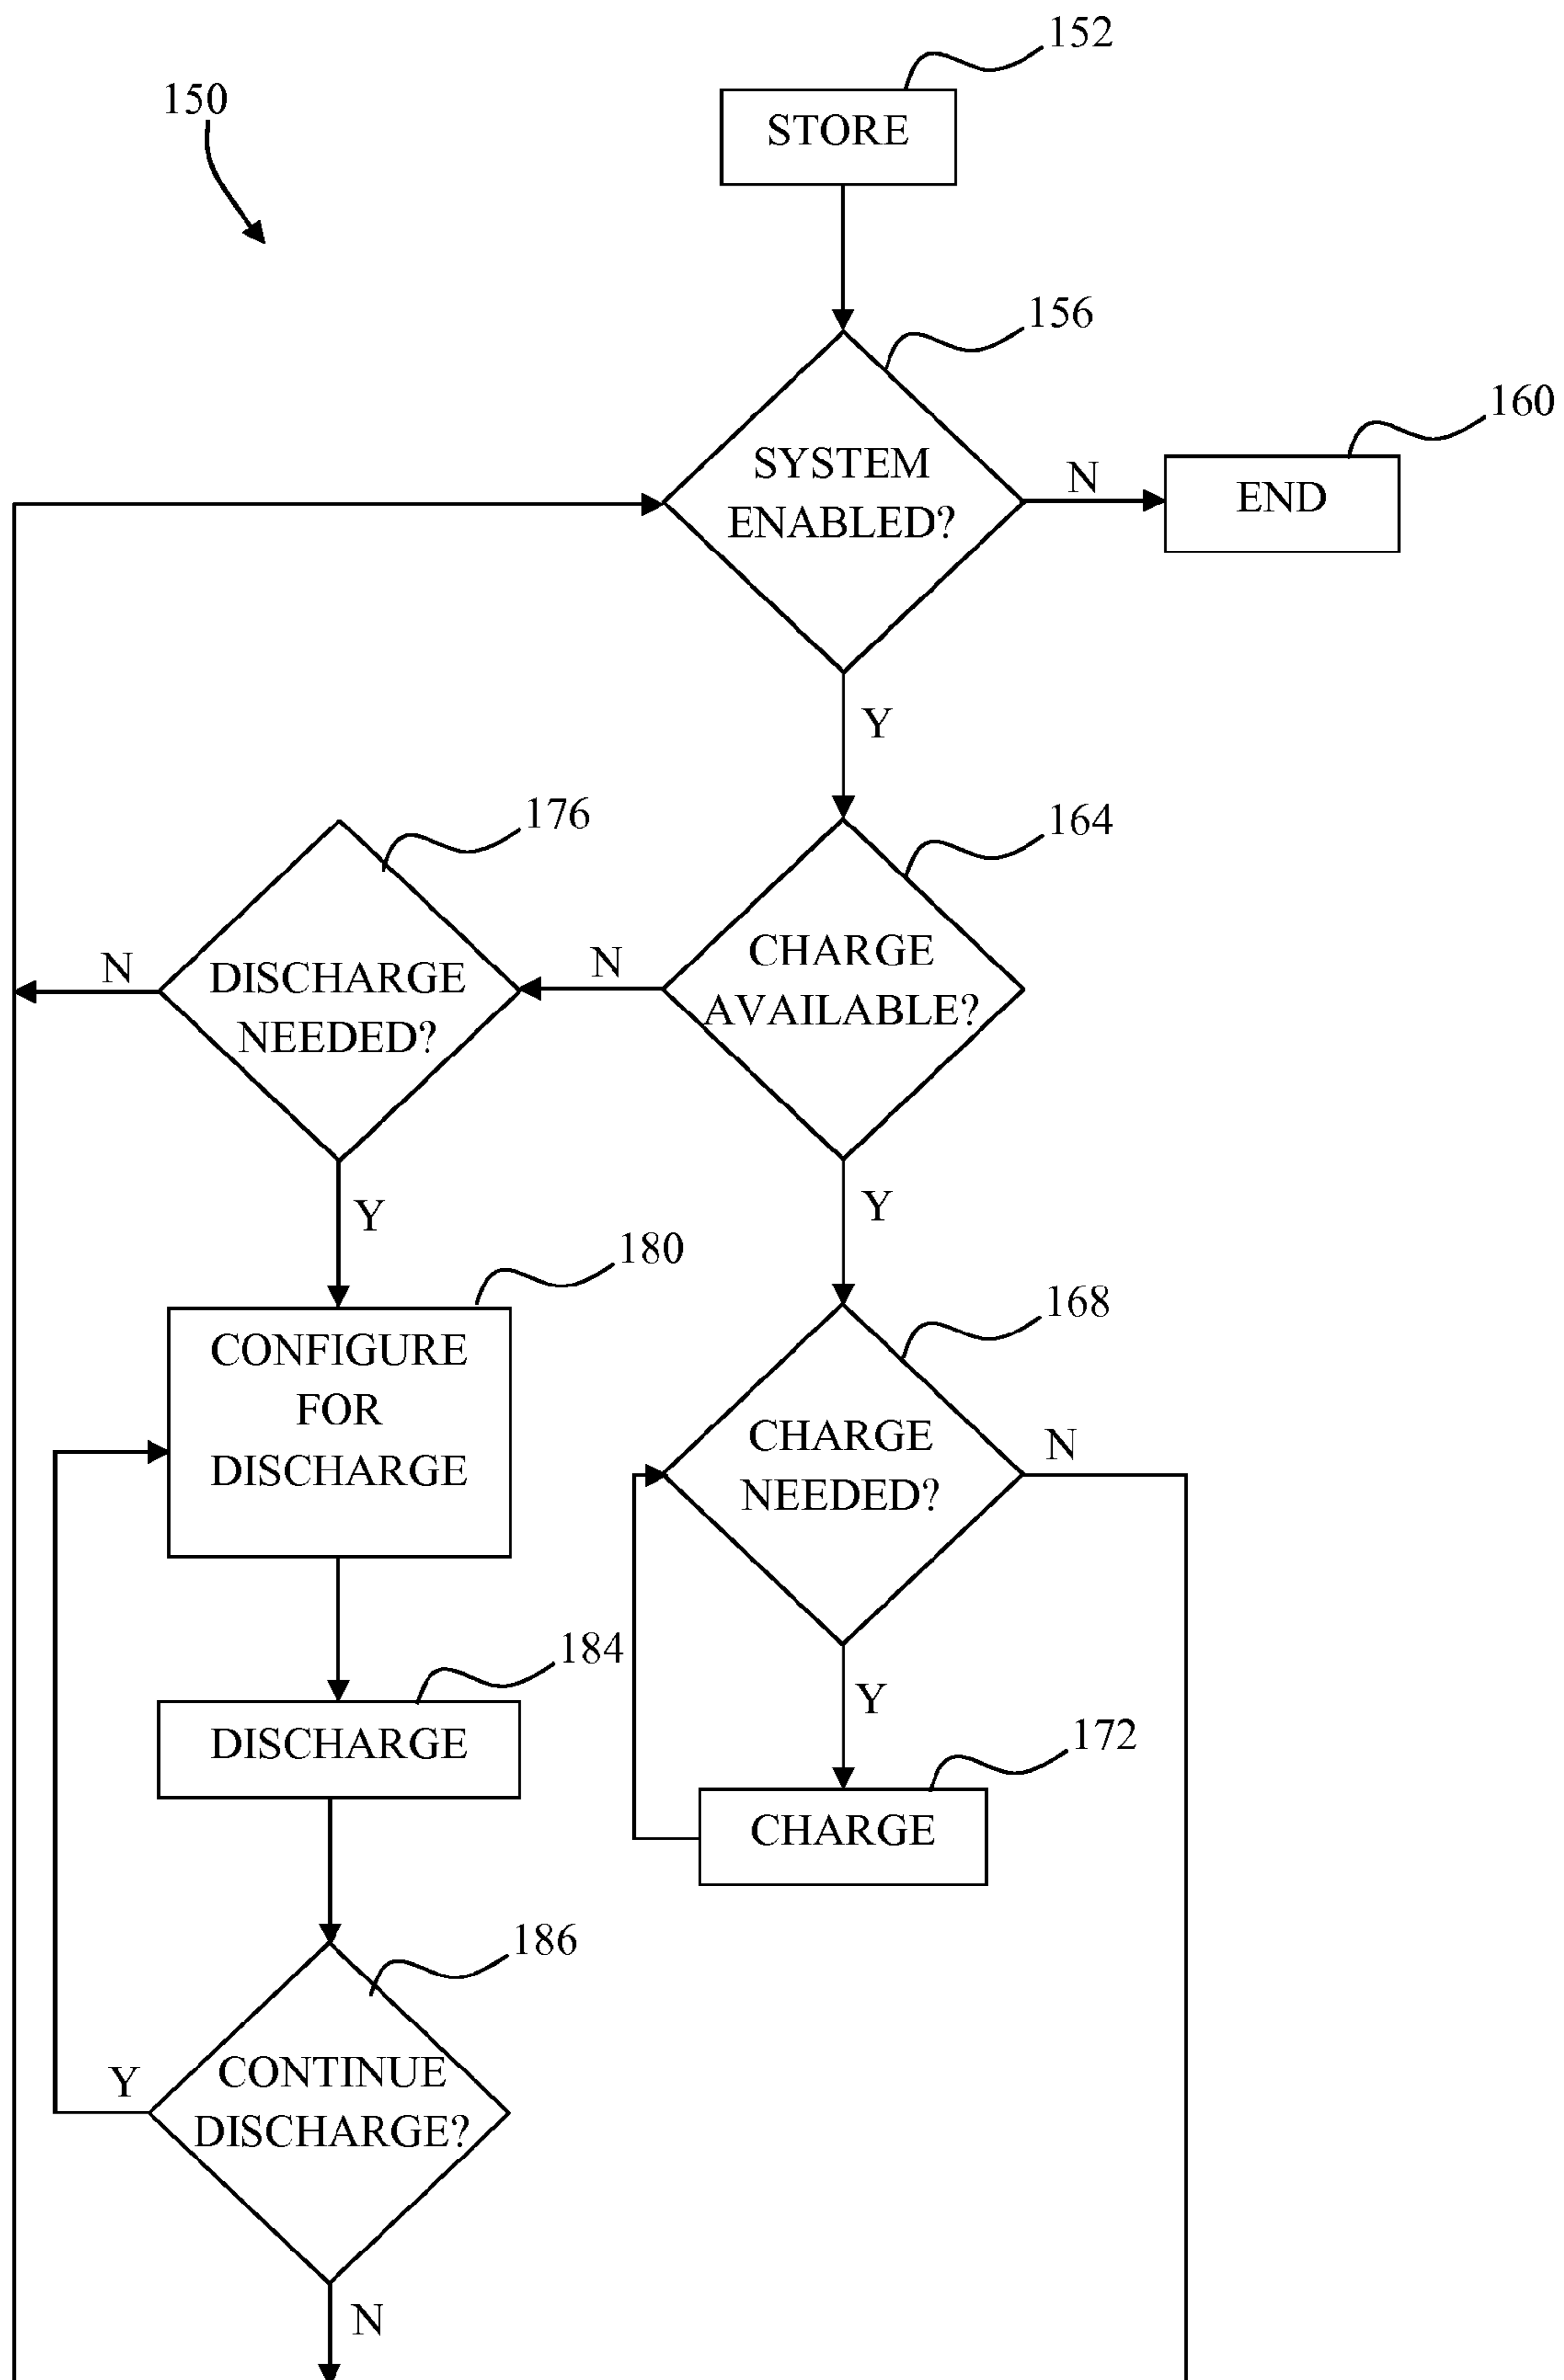 152
150
STORE
156
160
SYSTEM
ENABLED?
N
END
Y
176
164
N
DISCHARGE
NEEDED?
N
CHARGE
AVAILABLE?
Y
Y
180
168
CONFIGURE
FOR
DISCHARGE
CHARGE
NEEDED?
N
184
Y
DISCHARGE
172
CHARGE
186
Y
CONTINUE
DISCHARGE?
N